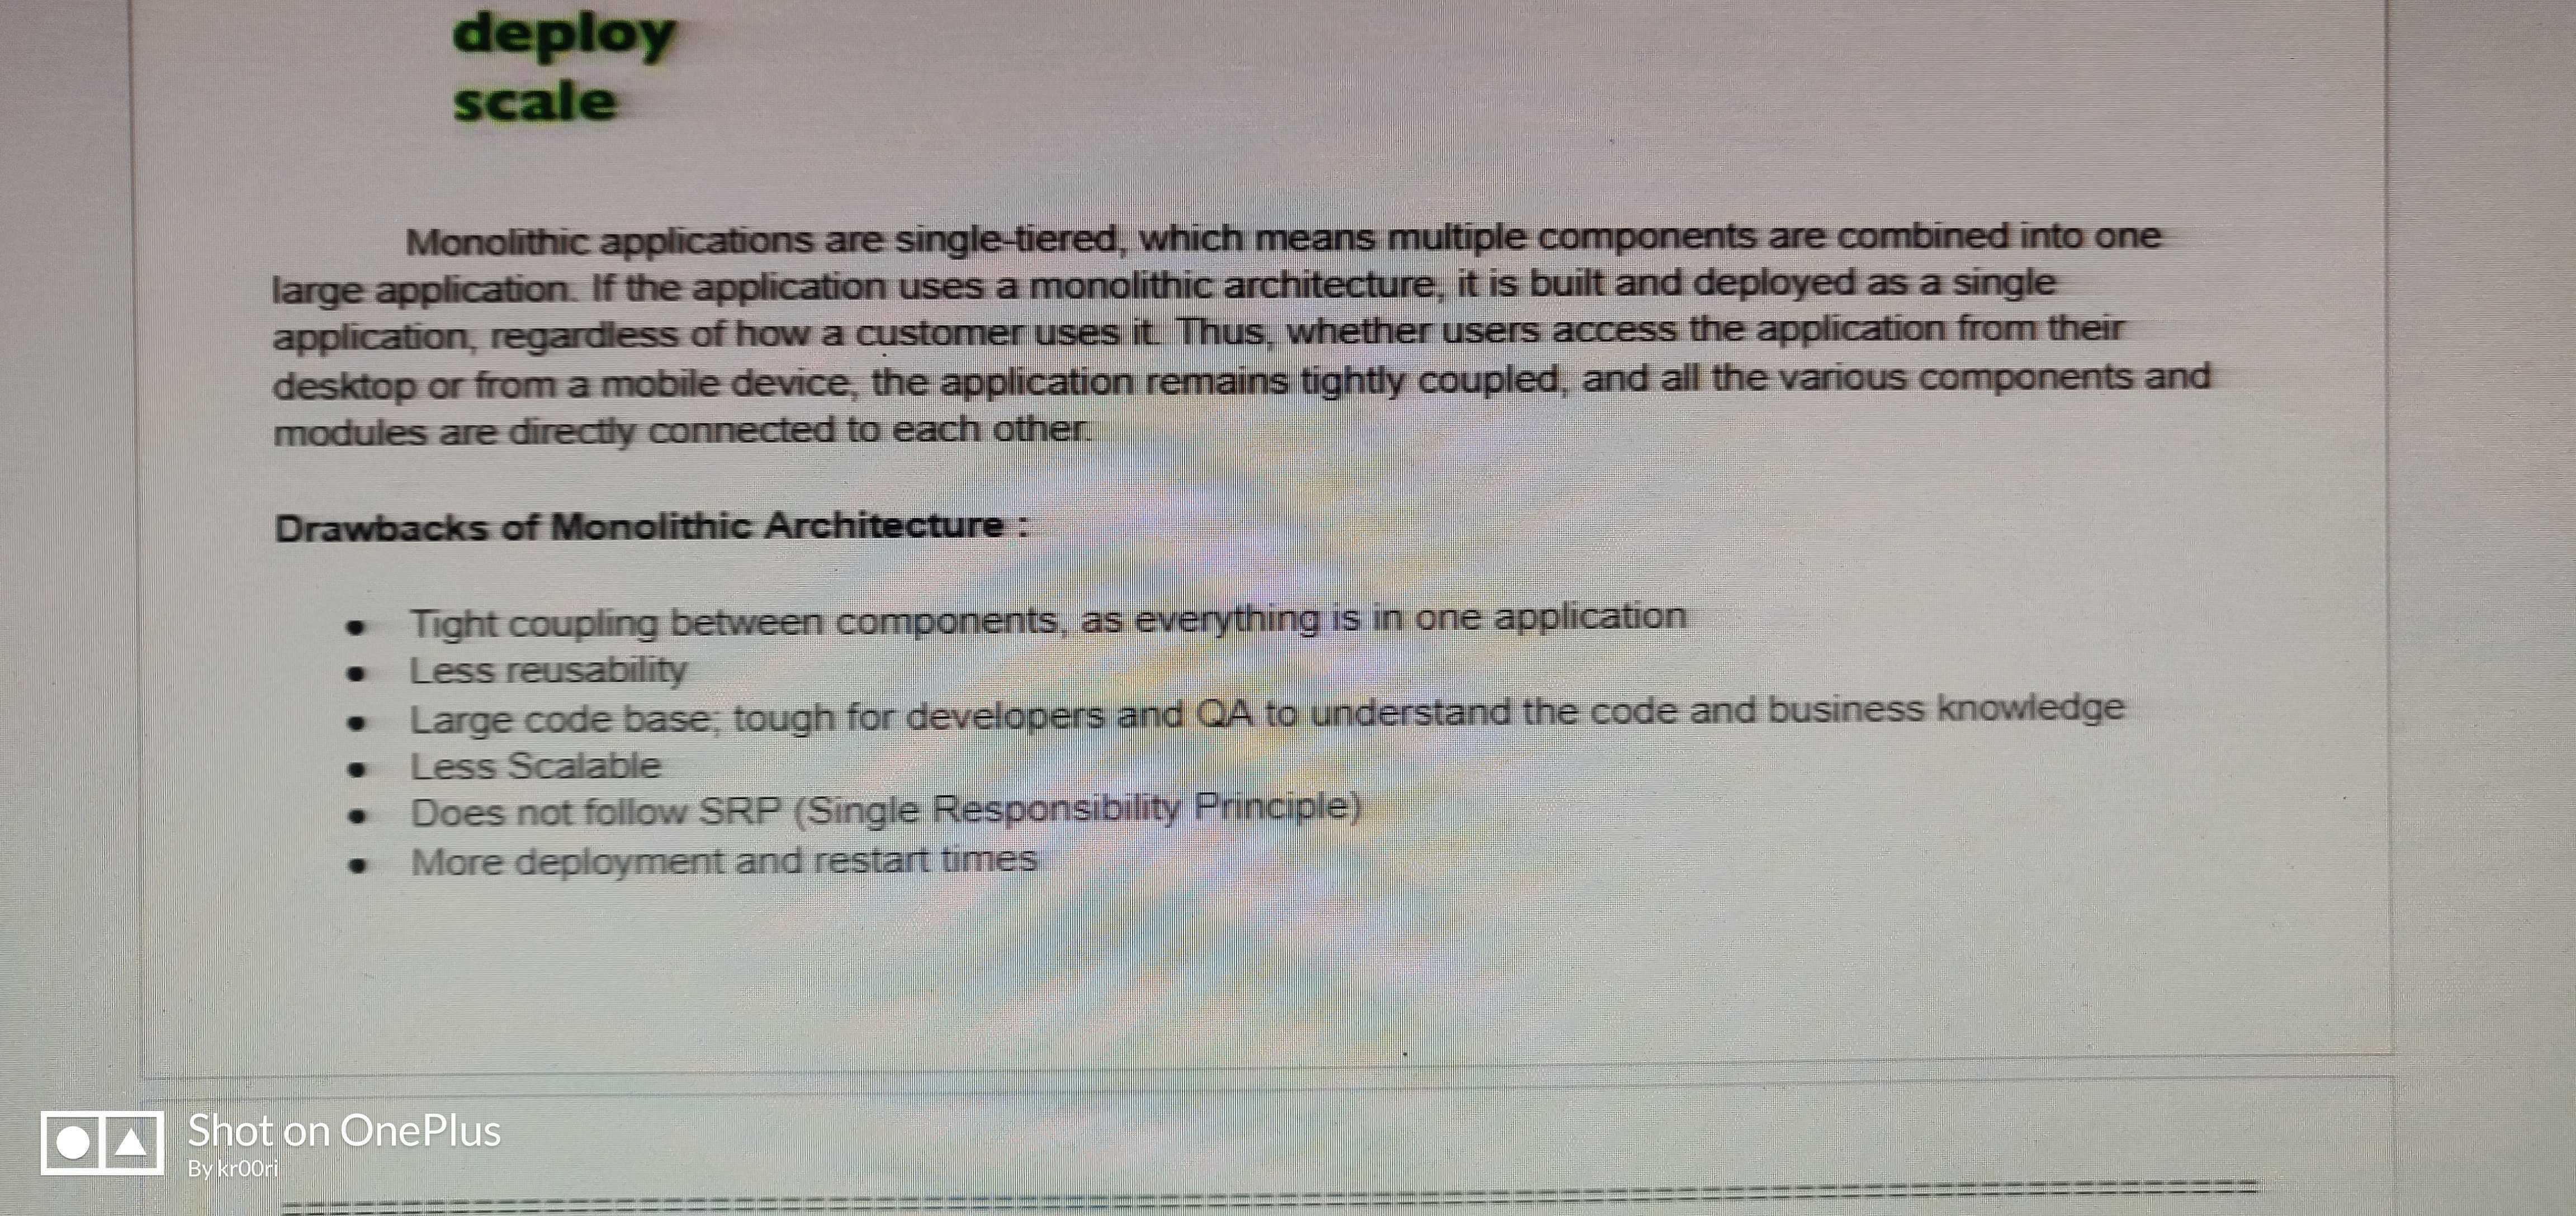 deploy
scale
Monolithic applications are single-tiered, which means multiple components are combined into one
large application. If the application uses a monolithic architecture, it is built and deployed as a single
application, regardless of how a customer uses it. Thus, whether users access the application from their
desktop or from a mobile device, the application remains tightly coupled, and all the various components and
modules are directly connected to each other.
Drawbacks of Monolithic Architecture :
• Tight coupling between components, as everything is in one application
• Less reusability
• Large code base; tough for developers and QA to understand the code and business knowledge
• Less Scalable
• Does not follow SRP (Single Responsibility Principle)
• More deployment and restart times
Shot on OnePlus
By kr00ri